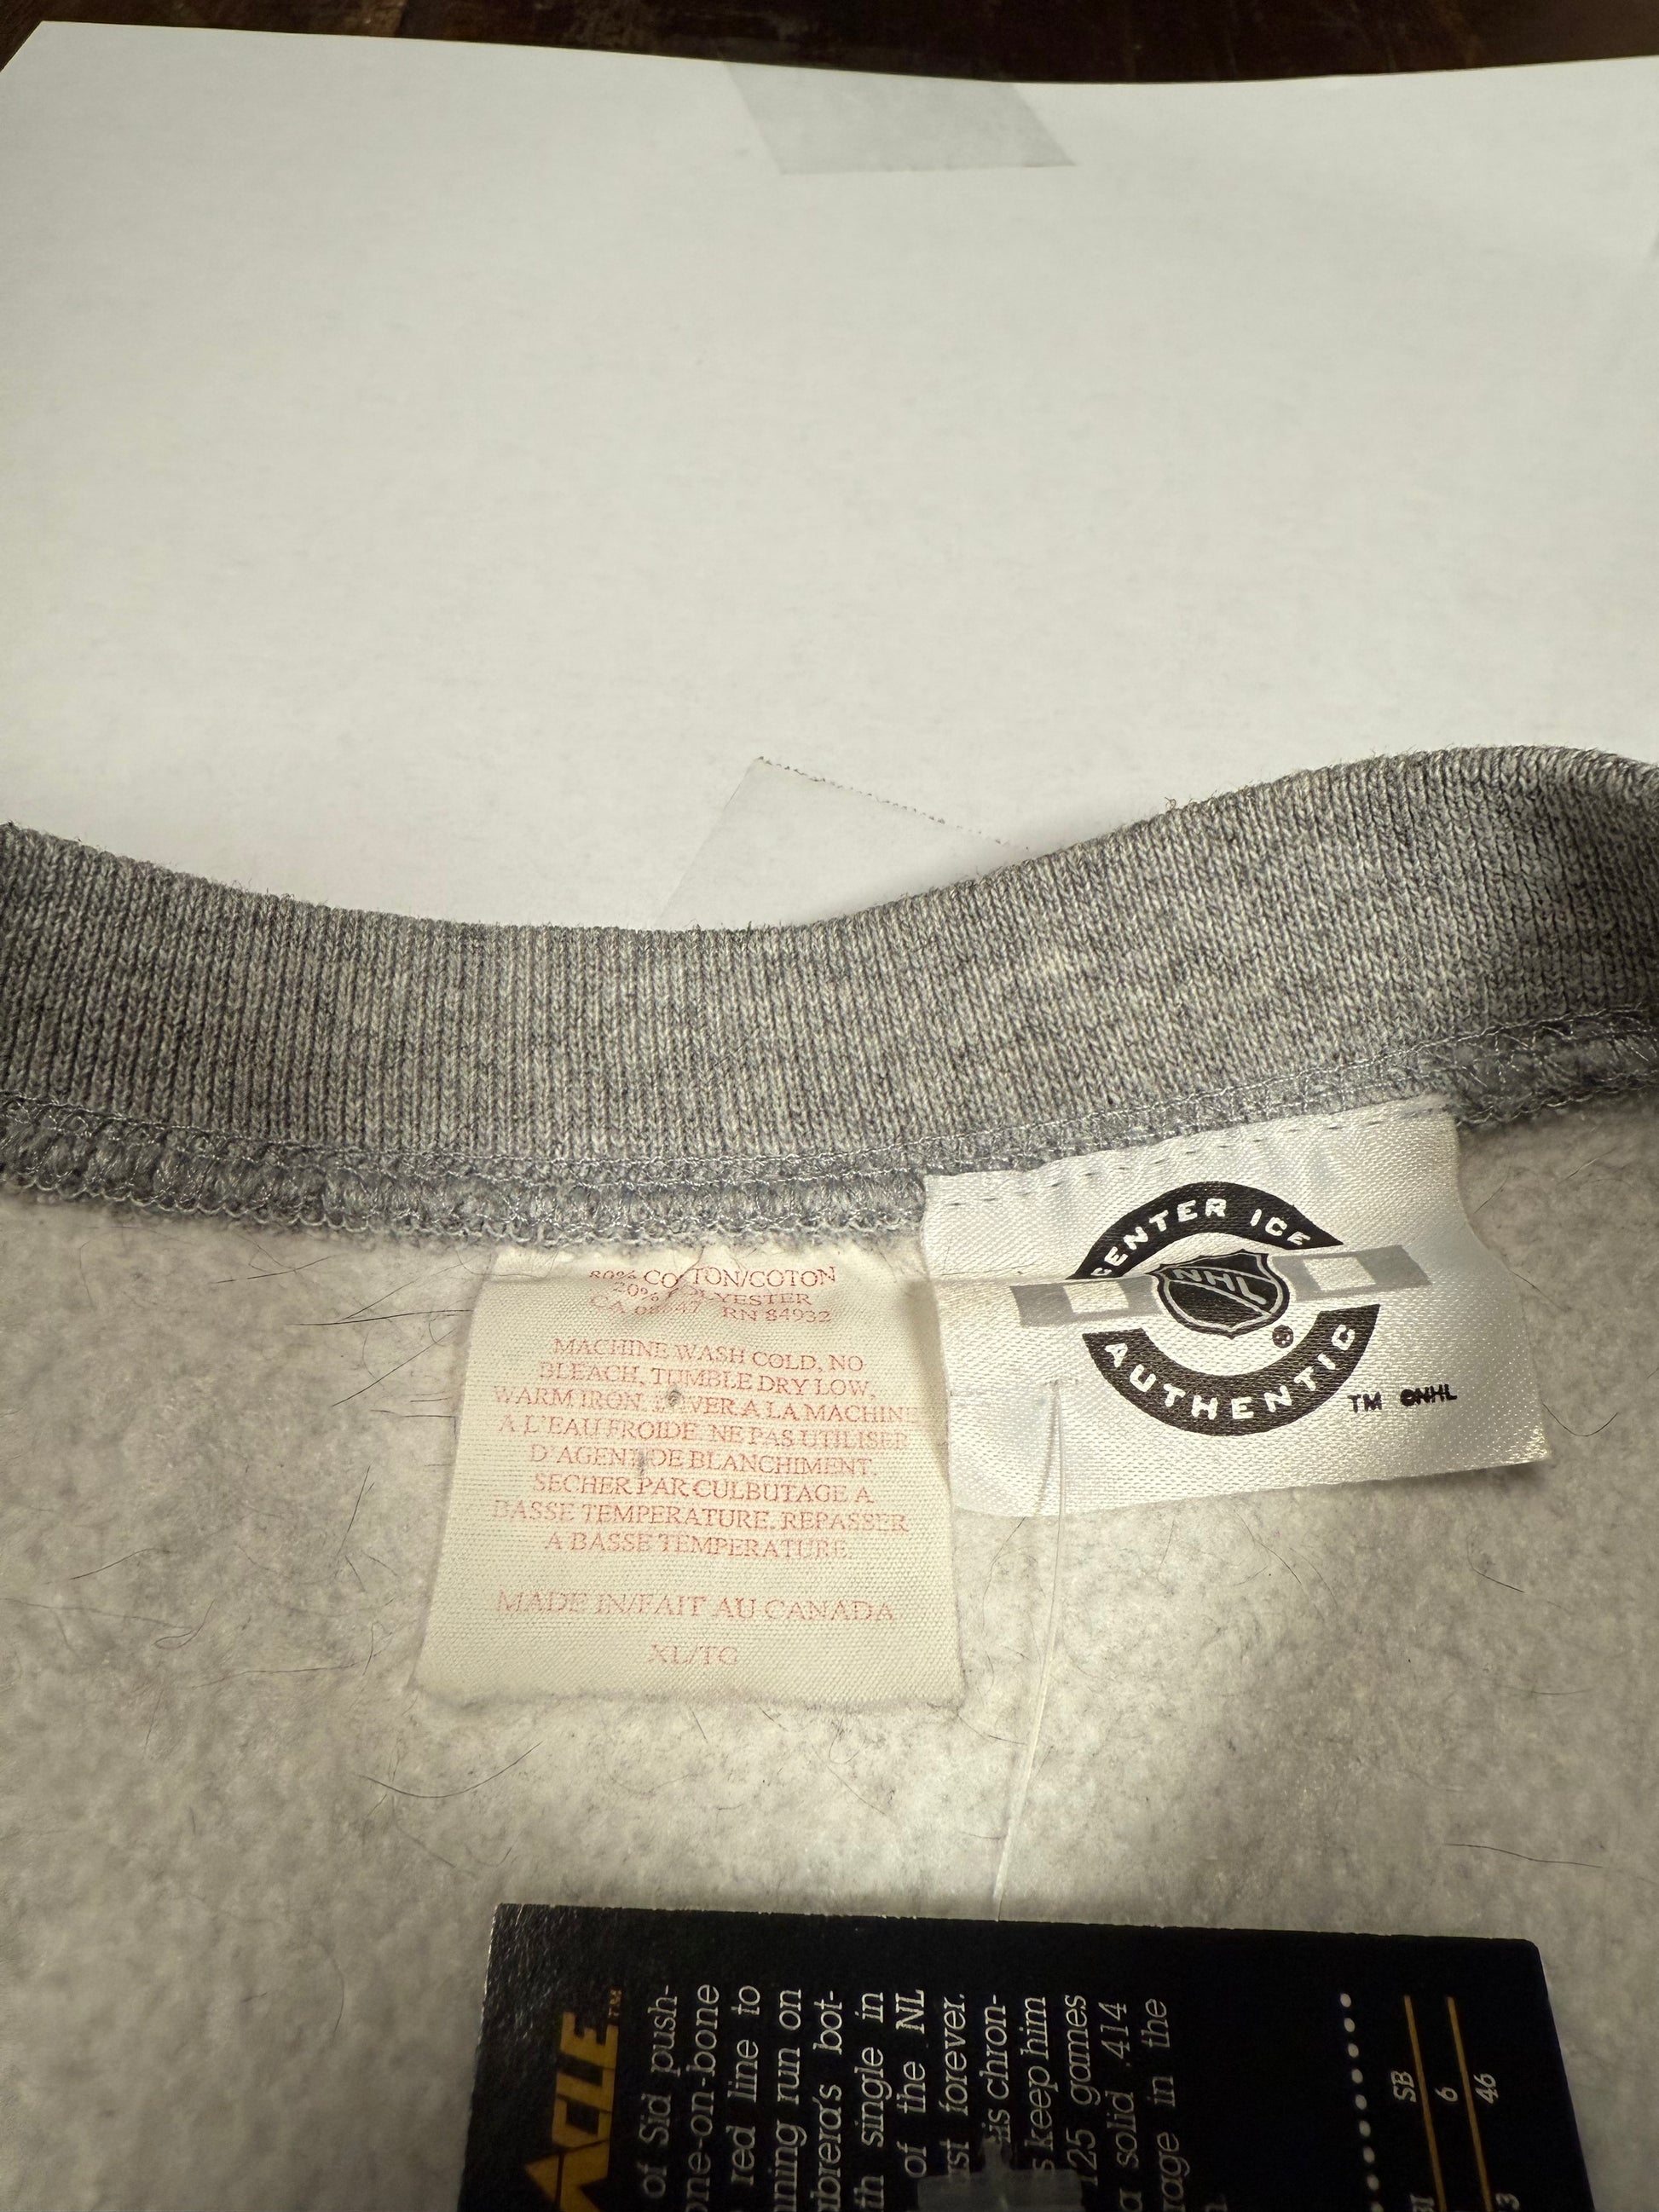 80% COTTON/COTON
20% POLYESTER
RN 84932
MACHINE WASH COLD, NO
BLEACH, TUMBLE DRY LOW,
WARM IRON. LAVER A LA MACHINE
A L'EAU FROIDE. NE PAS UTILISER
D'AGENT DE BLANCHIMENT.
SECHER PAR CULBUTAGE A
BASSE TEMPERATURE. REPASSER
A BASSE TEMPERATURE.
MADE IN/FAIT AU CANADA
XL/TG
CENTER ICE
NHL ®
AUTHENTIC
TM ©NHL
ACLE™
of Sid push-
one-on-bone
red line to
run on
bot-
single in
of the NL
forever.
chron-
keep him
125 games
a solid .414
in the
SB
6
46